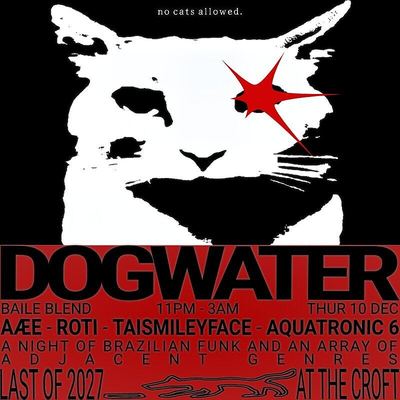 no cats allowed.
DOGWATER
BAILE BLEND 11PM - 3AM THUR 10 DEC
AÆE - ROTI - TAISMILEYFACE - AQUATRONIC 6
A NIGHT OF BRAZILIAN FUNK AND AN ARRAY OF
ADJACENT GENRES
LAST OF 2027 AT THE CROFT